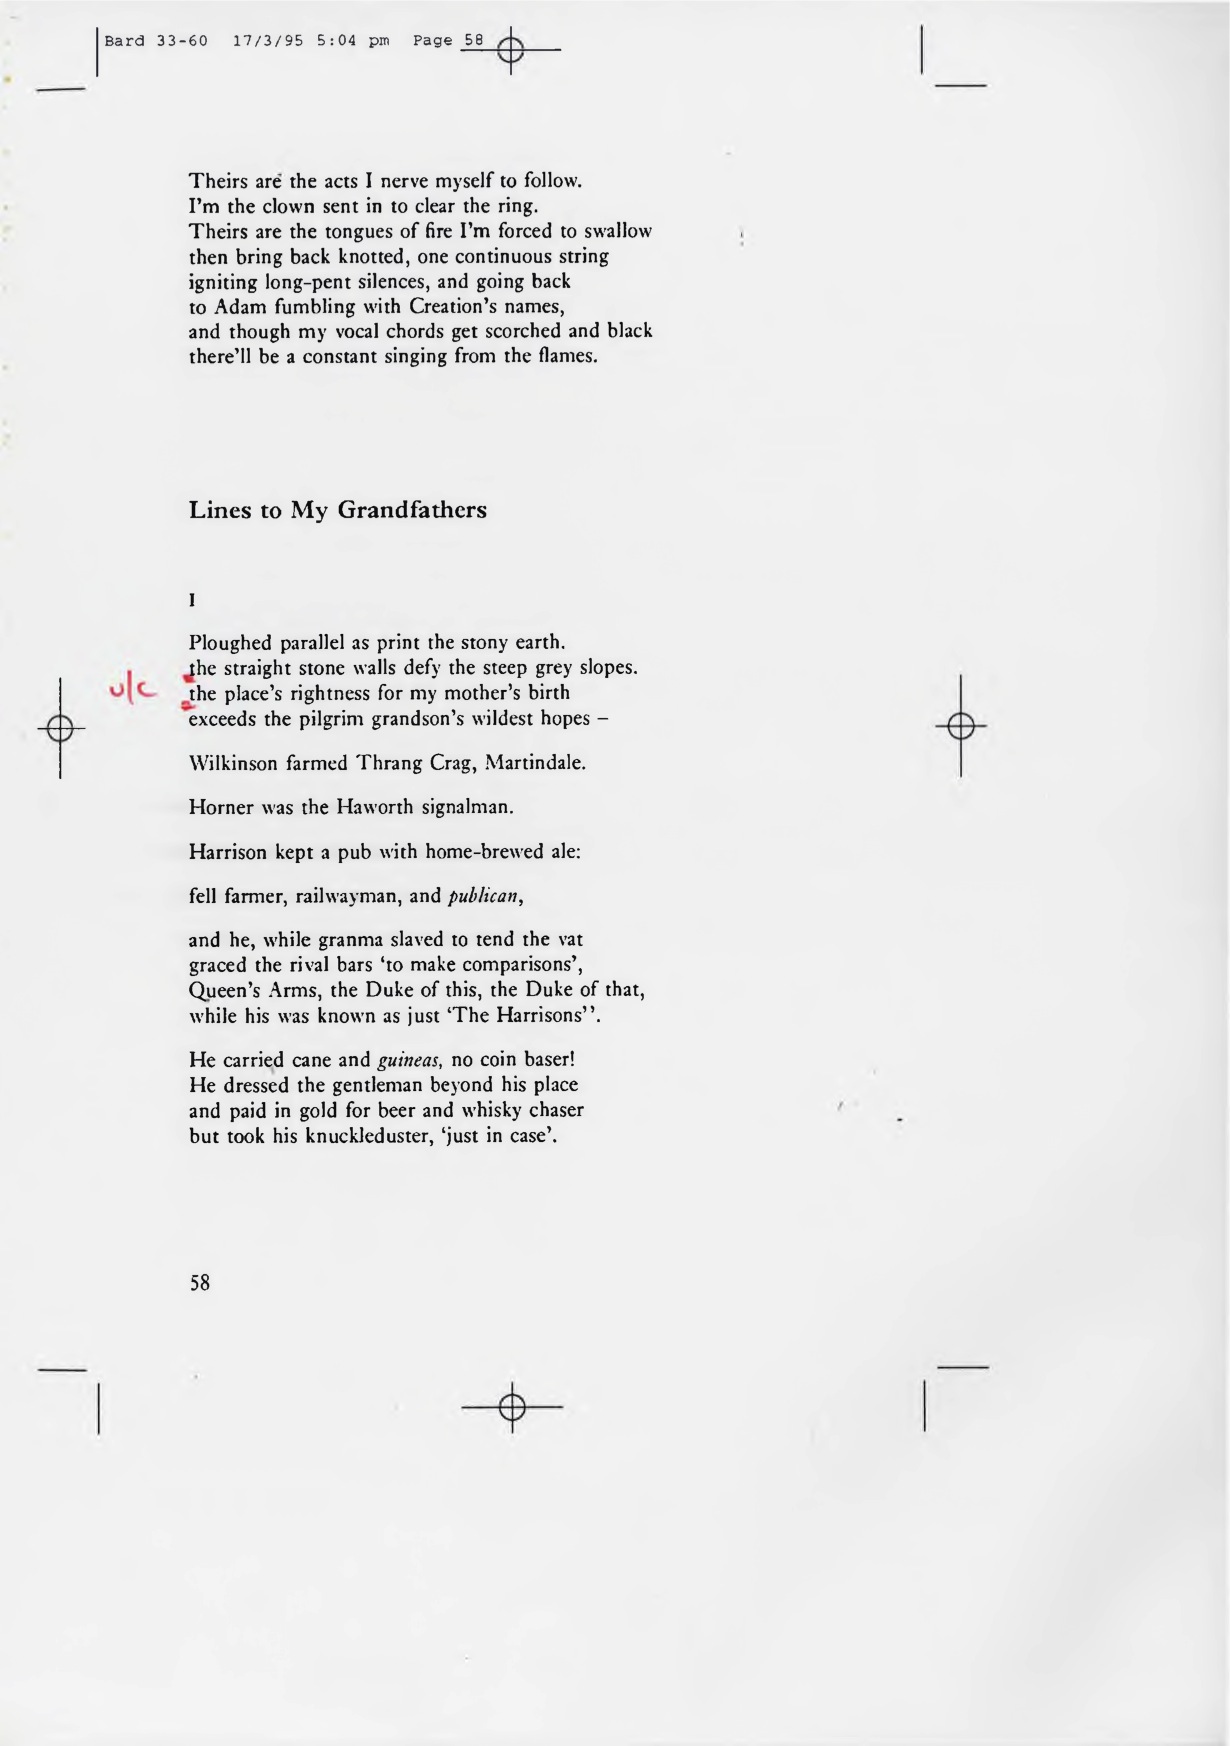 Bard 33-60 17/3/95 5:04 pm Page 58
Theirs are the acts I nerve myself to follow.
I'm the clown sent in to clear the ring.
Theirs are the tongues of fire I'm forced to swallow
then bring back knotted, one continuous string
igniting long-pent silences, and going back
to Adam fumbling with Creation's names,
and though my vocal chords get scorched and black
there'll be a constant singing from the flames.
Lines to My Grandfathers
I
Ploughed parallel as print the stony earth.
the straight stone walls defy the steep grey slopes.
u/c the place's rightness for my mother's birth
exceeds the pilgrim grandson's wildest hopes –
Wilkinson farmed Thrang Crag, Martindale.
Horner was the Haworth signalman.
Harrison kept a pub with home-brewed ale:
fell farmer, railwayman, and publican,
and he, while granma slaved to tend the vat
graced the rival bars 'to make comparisons',
Queen's Arms, the Duke of this, the Duke of that,
while his was known as just 'The Harrisons''.
He carried cane and guineas, no coin baser!
He dressed the gentleman beyond his place
and paid in gold for beer and whisky chaser
but took his knuckleduster, 'just in case'.
58